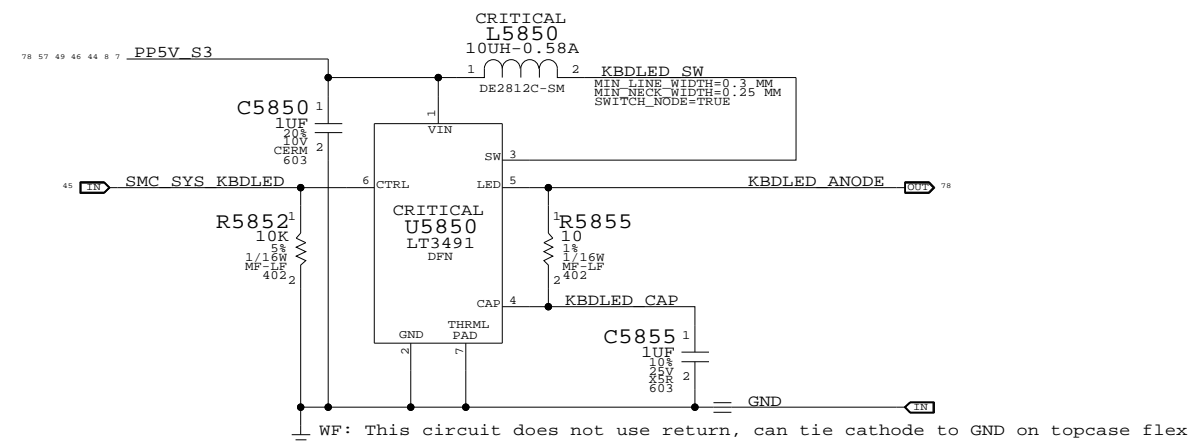 CRITICAL
L5850
10UH-0.58A
78 57 49 46 44 8 7 PP5V_S3
1 2 KBDLED_SW
DE2812C-SM
MIN_LINE_WIDTH=0.3 MM
MIN_NECK_WIDTH=0.25 MM
SWITCH_NODE=TRUE
C5850 1
1UF
20%
10V
CERM 2
603
1
VIN
SW 3
45 IN SMC_SYS_KBDLED 6 CTRL
LED 5 KBDLED_ANODE OUT 78
CRITICAL
U5850
LT3491
DFN
R5852 1
10K
5%
1/16W
MF-LF
402 2
1 R5855
10
1%
1/16W
MF-LF
2 402
CAP 4 KBDLED_CAP
GND
THRML
PAD
2 7
C5855 1
1UF
10%
25V
X5R 2
603
GND IN
WF: This circuit does not use return, can tie cathode to GND on topcase flex